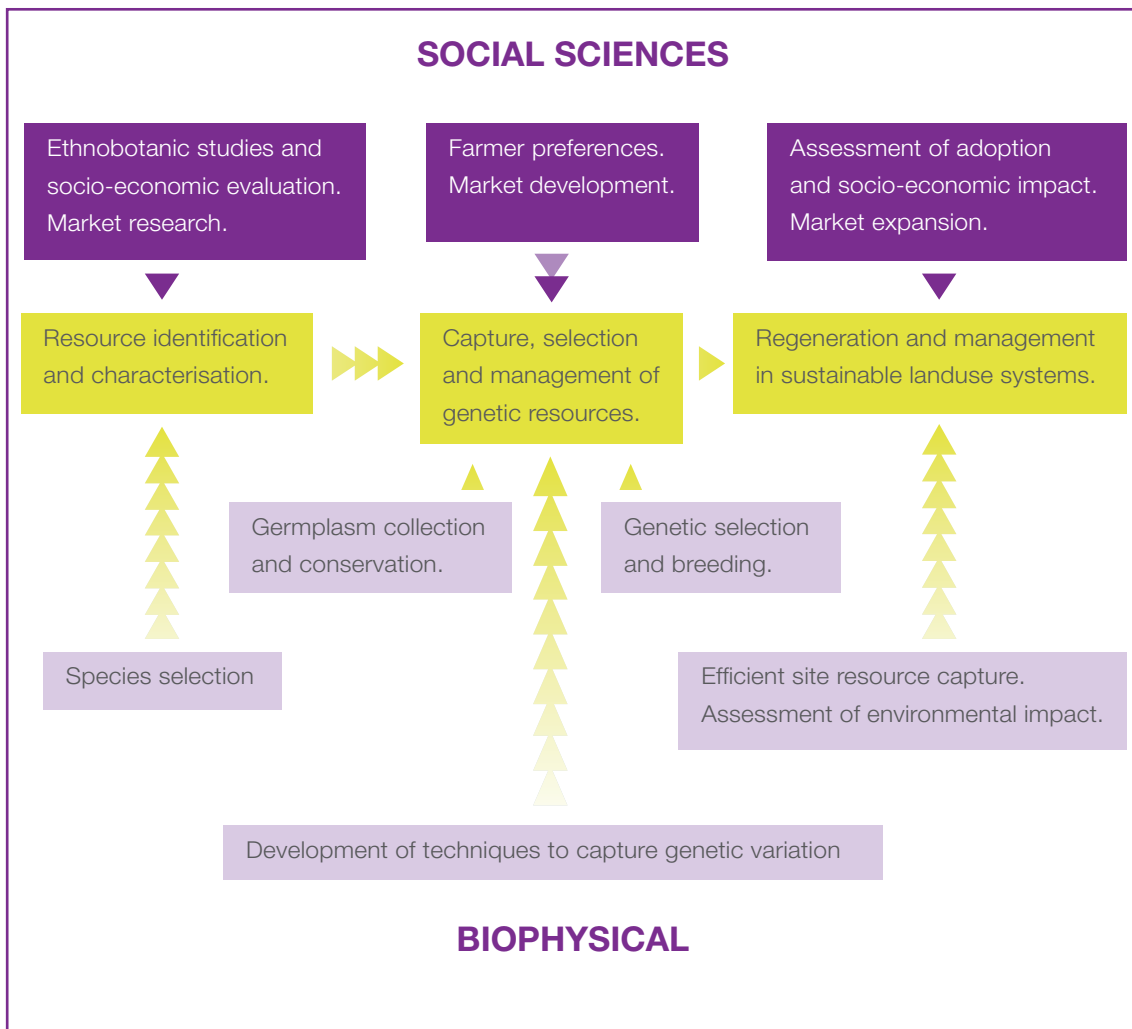 SOCIAL SCIENCES
Ethnobotanic studies and
socio-economic evaluation.
Market research.
Farmer preferences.
Market development.
Assessment of adoption
and socio-economic impact.
Market expansion.
Resource identification
and characterisation.
Capture, selection
and management of
genetic resources.
Regeneration and management
in sustainable landuse systems.
Germplasm collection
and conservation.
Genetic selection
and breeding.
Species selection
Efficient site resource capture.
Assessment of environmental impact.
Development of techniques to capture genetic variation
BIOPHYSICAL